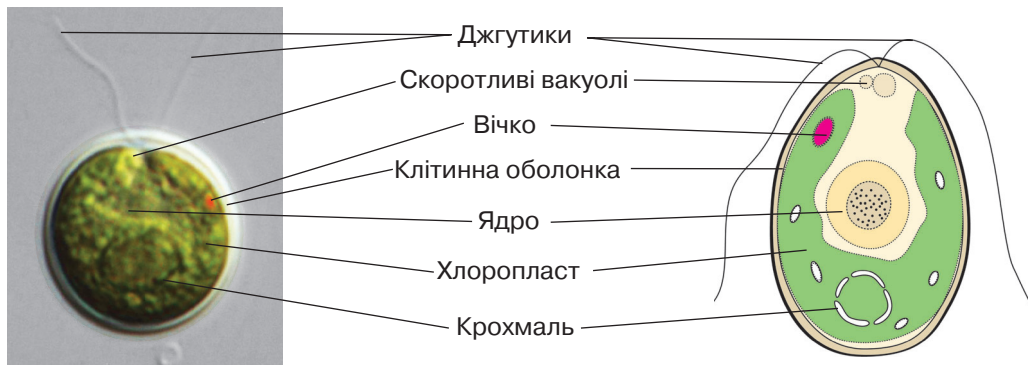 Джгутики
Скоротливі вакуолі
Вічко
Клітинна оболонка
Ядро
Хлоропласт
Крохмаль